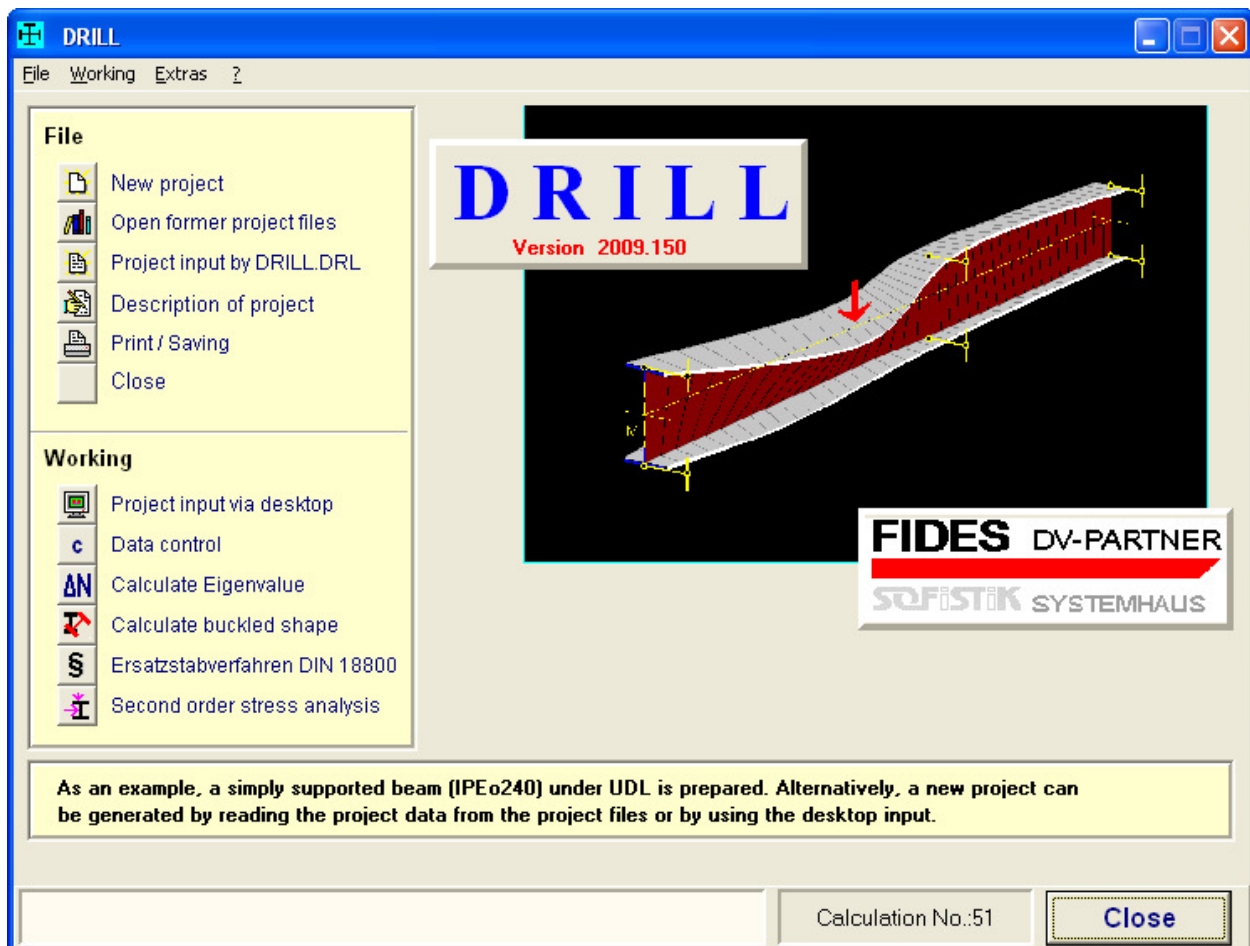 DRILL
File Working Extras ?
File
New project
Open former project files
Project input by DRILL.DRL
Description of project
Print / Saving
Close
Working
Project input via desktop
c Data control
ΔN Calculate Eigenvalue
Calculate buckled shape
§ Ersatzstabverfahren DIN 18800
Second order stress analysis
D R I L L
Version 2009.150
FIDES DV-PARTNER
SOFiSTiK SYSTEMHAUS
As an example, a simply supported beam (IPEo240) under UDL is prepared. Alternatively, a new project can
be generated by reading the project data from the project files or by using the desktop input.
Calculation No.:51
Close